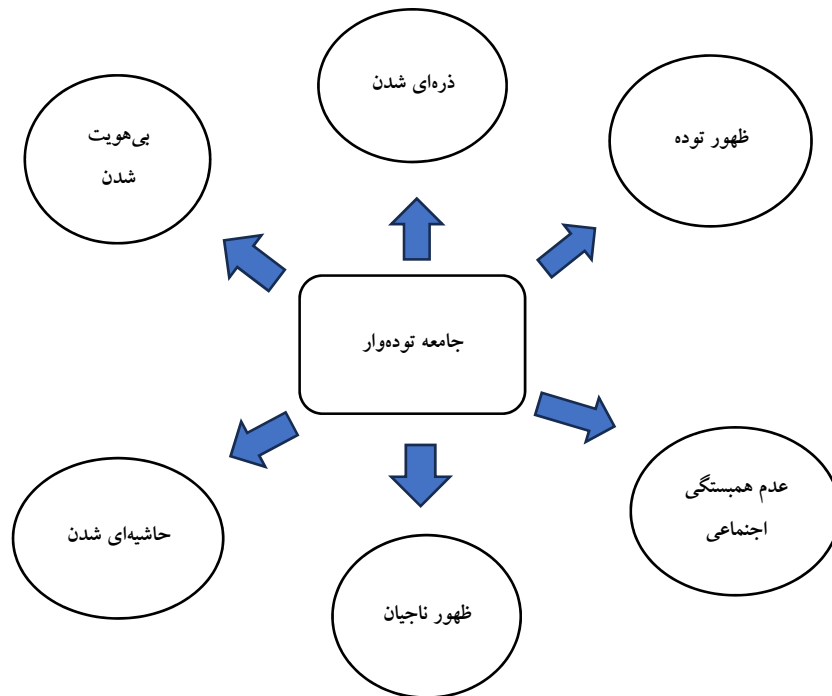 ذره‌ای شدن
ظهور توده
بی‌هویت
شدن
جامعه توده‌وار
عدم همبستگی
اجتماعی
حاشیه‌ای شدن
ظهور ناجیان